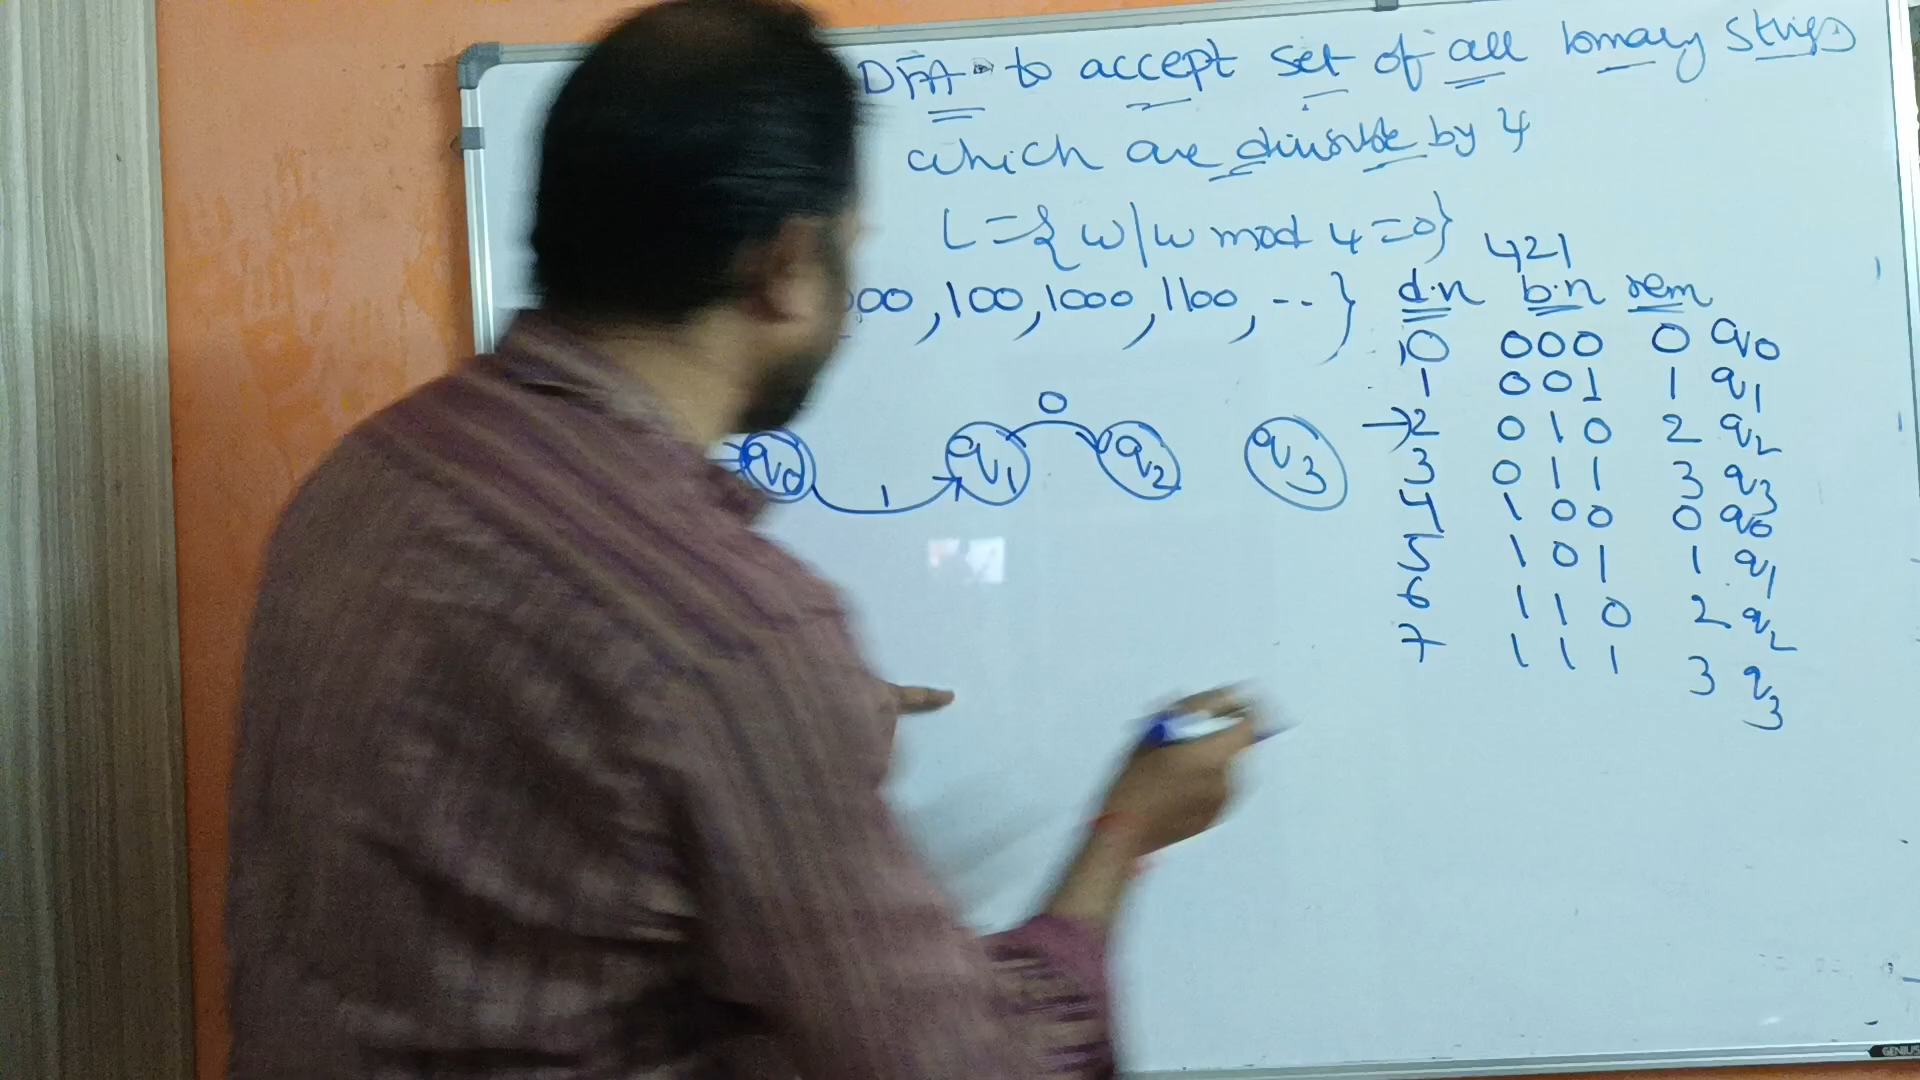 DFA to accept set of all binary strings
which are divisible by 4
L={ w/w mod 4=0}
000,100,1000,1100,--}
421
d.n b.n rem
0 000 0 q0
1 001 1 q1
→2 010 2 q2
3 011 3 q3
4 100 0 q0
5 101 1 q1
6 110 2 q2
7 111 3 q3
0
q0 q1 q2 q3
1
GENIUS